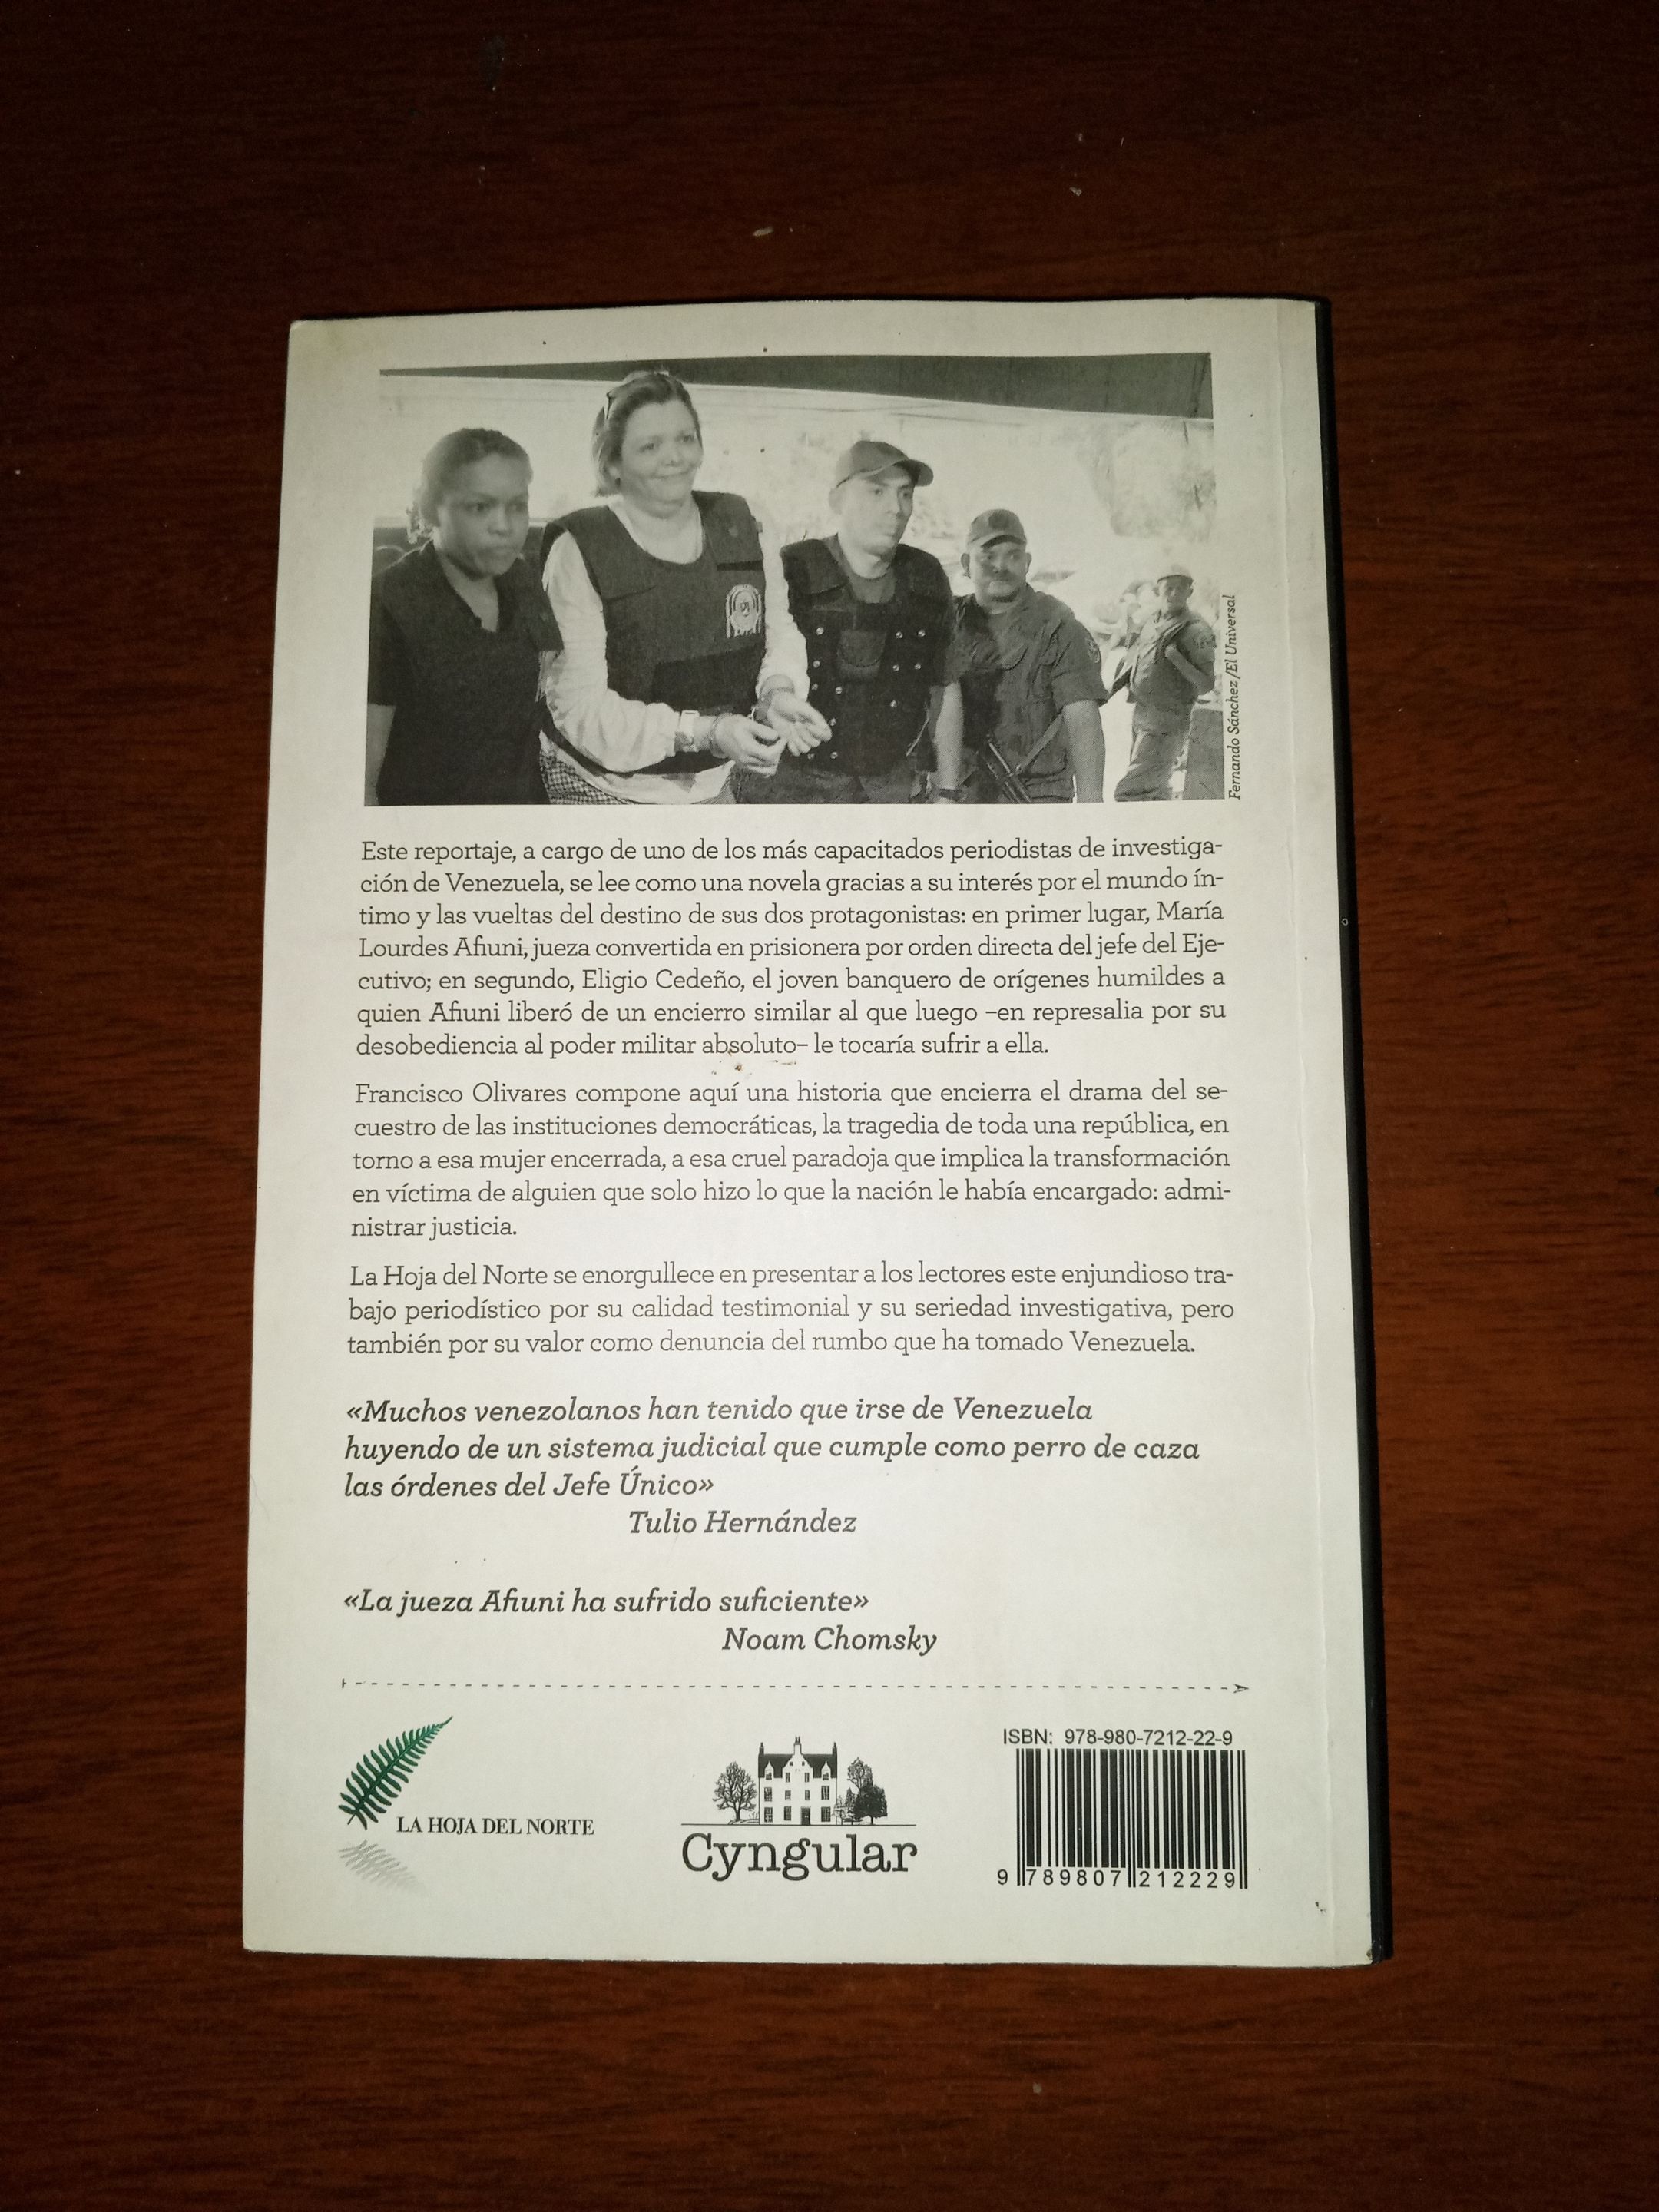 Fernando Sánchez /El Universal
Este reportaje, a cargo de uno de los más capacitados periodistas de investiga-
ción de Venezuela, se lee como una novela gracias a su interés por el mundo ín-
timo y las vueltas del destino de sus dos protagonistas: en primer lugar, María
Lourdes Afiuni, jueza convertida en prisionera por orden directa del jefe del Eje-
cutivo; en segundo, Eligio Cedeño, el joven banquero de orígenes humildes a
quien Afiuni liberó de un encierro similar al que luego –en represalia por su
desobediencia al poder militar absoluto– le tocaría sufrir a ella.
Francisco Olivares compone aquí una historia que encierra el drama del se-
cuestro de las instituciones democráticas, la tragedia de toda una república, en
torno a esa mujer encerrada, a esa cruel paradoja que implica la transformación
en víctima de alguien que solo hizo lo que la nación le había encargado: admi-
nistrar justicia.
La Hoja del Norte se enorgullece en presentar a los lectores este enjundioso tra-
bajo periodístico por su calidad testimonial y su seriedad investigativa, pero
también por su valor como denuncia del rumbo que ha tomado Venezuela.
«Muchos venezolanos han tenido que irse de Venezuela
huyendo de un sistema judicial que cumple como perro de caza
las órdenes del Jefe Único»
Tulio Hernández
«La jueza Afiuni ha sufrido suficiente»
Noam Chomsky
LA HOJA DEL NORTE
Cyngular
ISBN: 978-980-7212-22-9
9 789807 212229